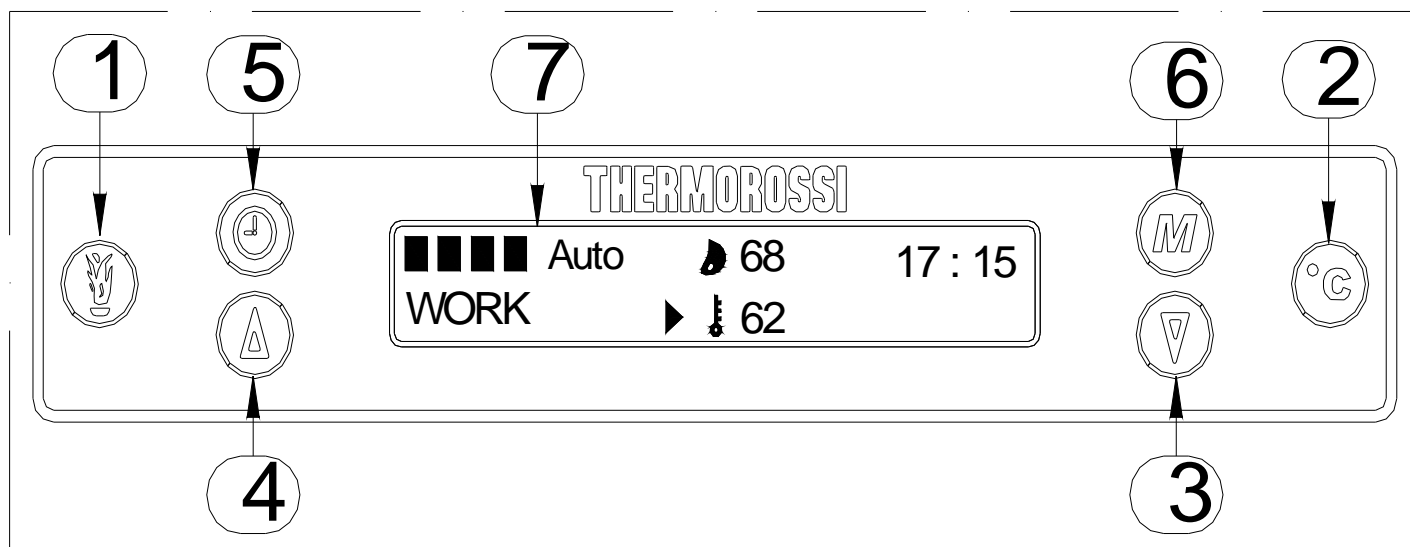 1 5 7 6 2
THERMOROSSI
M
Auto 68 17 : 15
°C
WORK 62
4 3